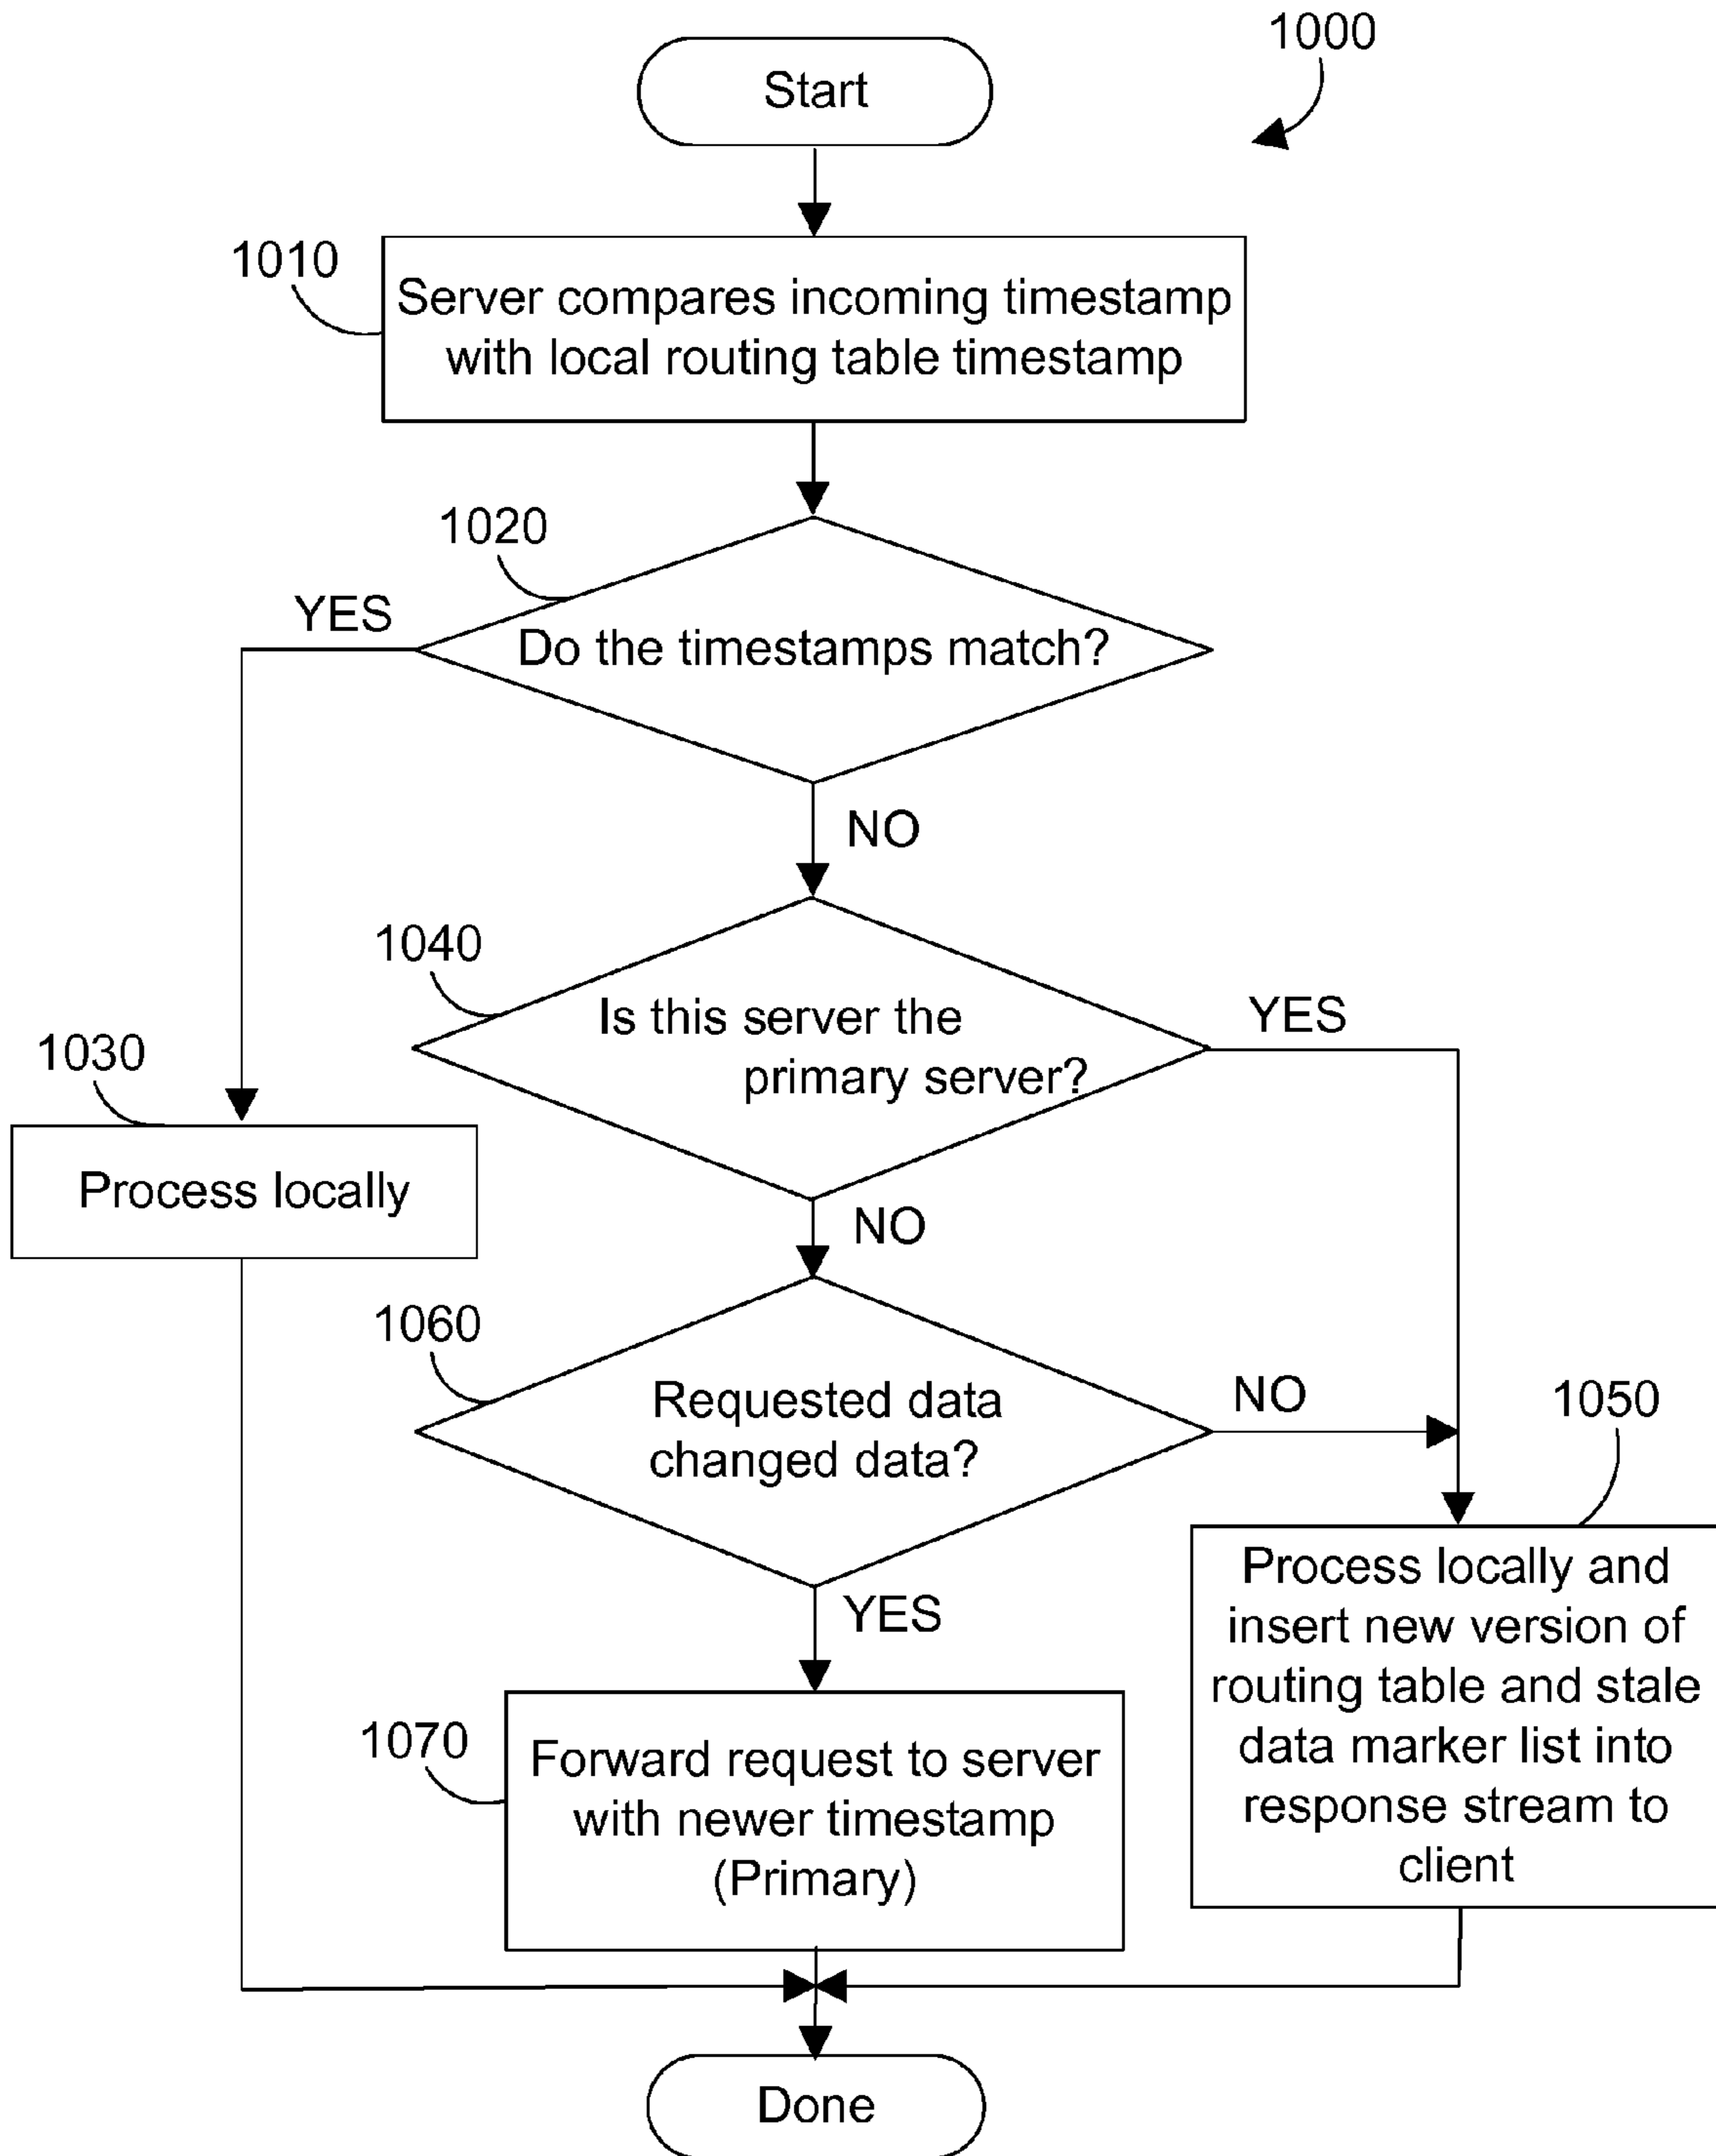 1000
Start
1010
Server compares incoming timestamp
with local routing table timestamp
1020
YES
Do the timestamps match?
NO
1040
Is this server the
primary server?
YES
1030
Process locally
NO
1060
Requested data
changed data?
NO
1050
YES
Process locally and
insert new version of
routing table and stale
data marker list into
response stream to
client
1070
Forward request to server
with newer timestamp
(Primary)
Done